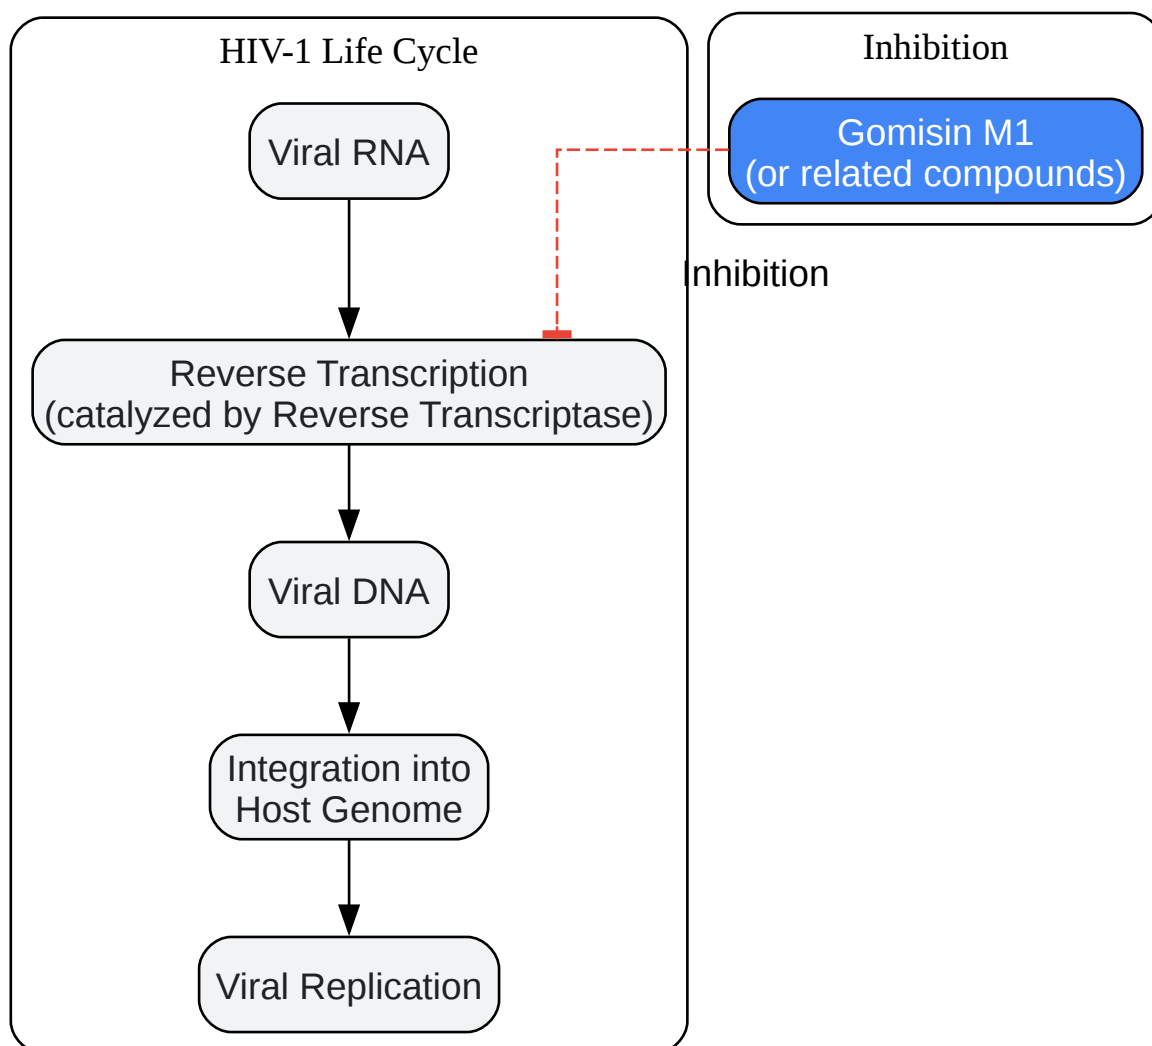 HIV-1 Life Cycle
Viral RNA
Reverse Transcription
(catalyzed by Reverse Transcriptase)
Viral DNA
Integration into
Host Genome
Viral Replication
Inhibition
Gomisin M1
(or related compounds)
Inhibition